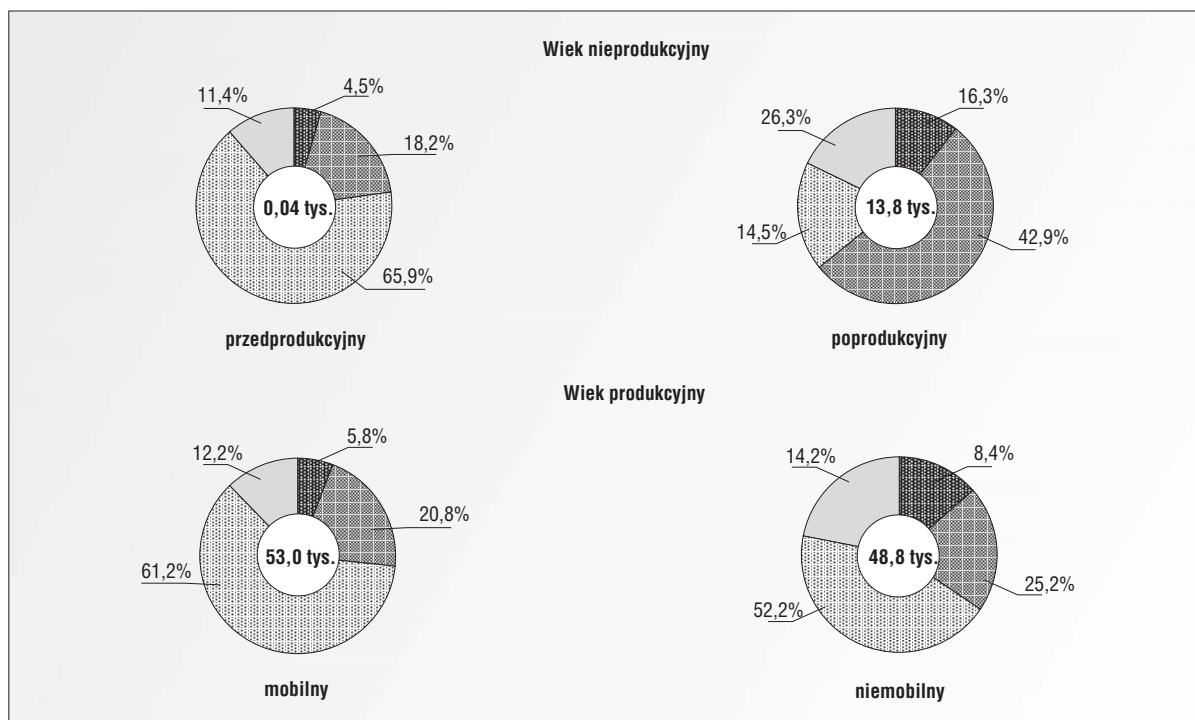 Wiek nieprodukcyjny
11,4%
4,5%
18,2%
0,04 tys.
65,9%
przedprodukcyjny
26,3%
16,3%
13,8 tys.
14,5%
42,9%
poprodukcyjny
Wiek produkcyjny
12,2%
5,8%
20,8%
53,0 tys.
61,2%
mobilny
14,2%
8,4%
48,8 tys.
25,2%
52,2%
niemobilny